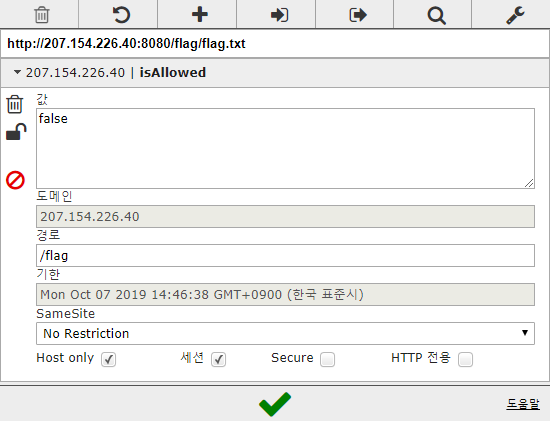 http://207.154.226.40:8080/flag/flag.txt
207.154.226.40 | isAllowed
값
false
도메인
207.154.226.40
경로
/flag
기한
Mon Oct 07 2019 14:46:38 GMT+0900 (한국 표준시)
SameSite
No Restriction
Host only 세션 Secure HTTP 전용
도움말